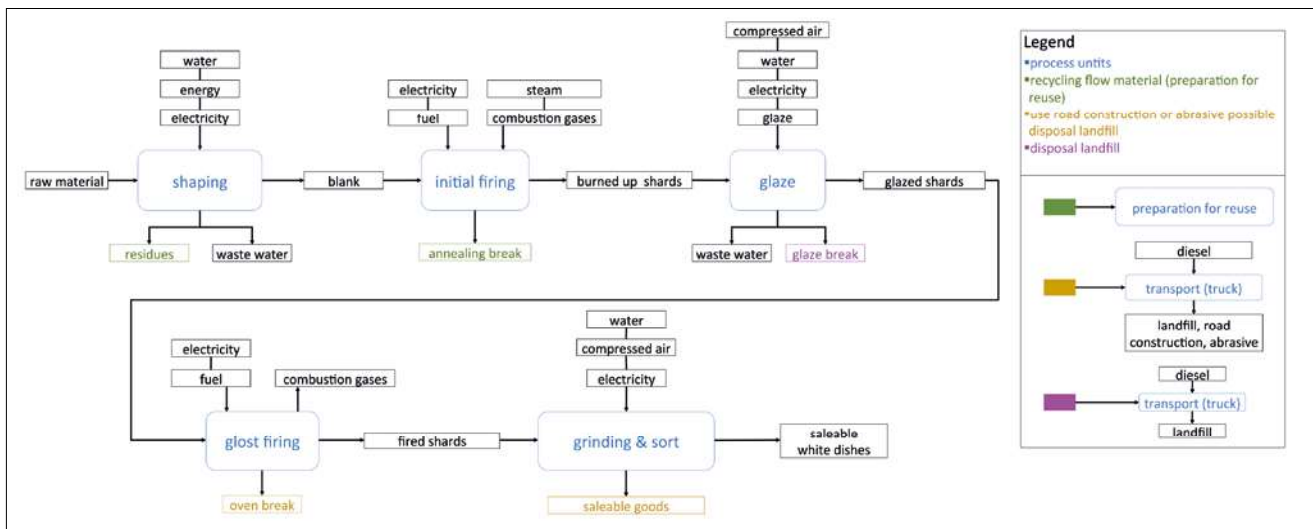 compressed air
water
energy
electricity
electricity
fuel
steam
combustion gases
water
electricity
glaze
raw material
shaping
blank
initial firing
burned up shards
glaze
glazed shards
residues
waste water
annealing break
waste water
glaze break
electricity
fuel
combustion gases
water
compressed air
electricity
glost firing
fired shards
grinding & sort
saleable
white dishes
oven break
saleable goods
Legend
▪process untits
▪recycling flow material (preparation for
reuse)
▪use road construction or abrasive possible
disposal landfill
▪disposal landfill
preparation for reuse
diesel
transport (truck)
landfill, road
construction, abrasive
diesel
transport (truck)
landfill